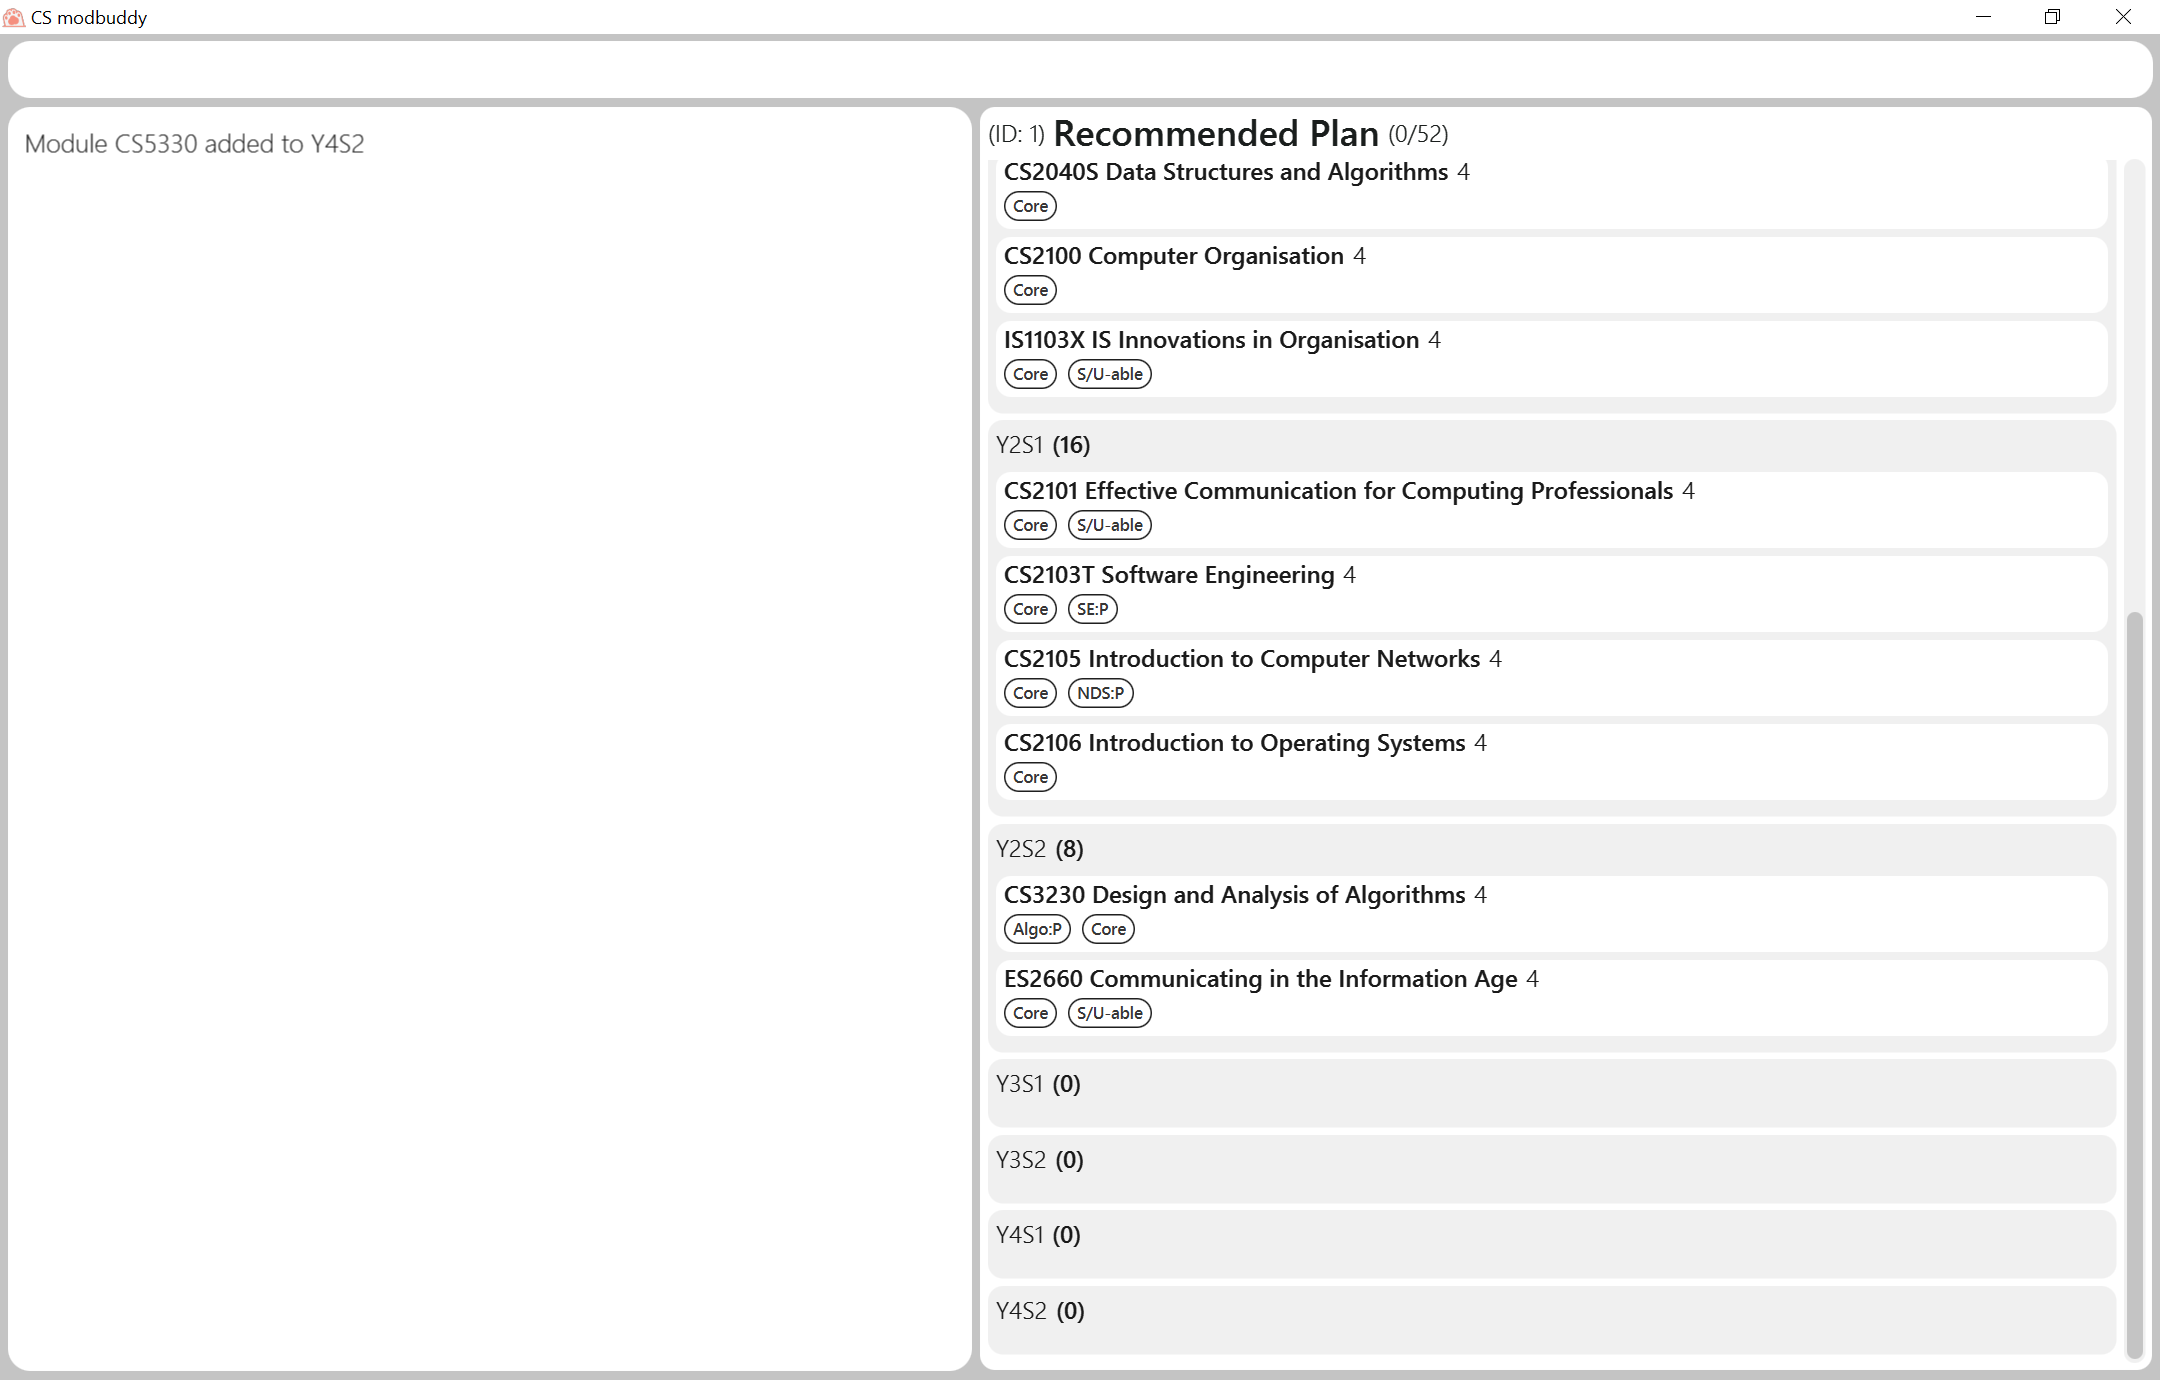 CS modbuddy
Module CS5330 added to Y4S2
(ID: 1) Recommended Plan (0/52)
CS2040S Data Structures and Algorithms 4
Core
CS2100 Computer Organisation 4
Core
IS1103X IS Innovations in Organisation 4
Core S/U-able
Y2S1 (16)
CS2101 Effective Communication for Computing Professionals 4
Core S/U-able
CS2103T Software Engineering 4
Core SE:P
CS2105 Introduction to Computer Networks 4
Core NDS:P
CS2106 Introduction to Operating Systems 4
Core
Y2S2 (8)
CS3230 Design and Analysis of Algorithms 4
Algo:P Core
ES2660 Communicating in the Information Age 4
Core S/U-able
Y3S1 (0)
Y3S2 (0)
Y4S1 (0)
Y4S2 (0)